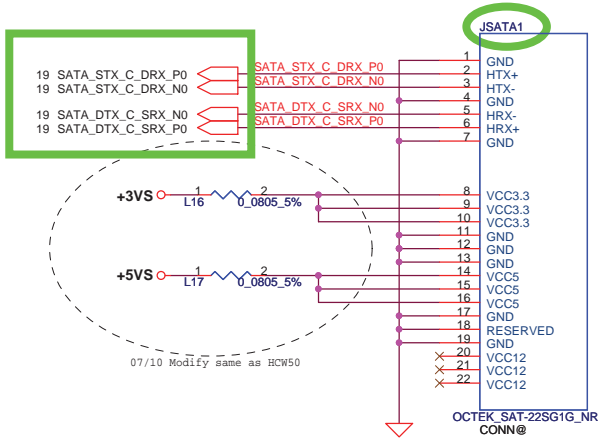 JSATA1
19 SATA_STX_C_DRX_P0
19 SATA_STX_C_DRX_N0
19 SATA_DTX_C_SRX_N0
19 SATA_DTX_C_SRX_P0
SATA_STX_C_DRX_P0
SATA_STX_C_DRX_N0
SATA_DTX_C_SRX_N0
SATA_DTX_C_SRX_P0
1 GND
2 HTX+
3 HTX-
4 GND
5 HRX-
6 HRX+
7 GND
+3VS 1 2
L16 0_0805_5%
+5VS 1 2
L17 0_0805_5%
07/10 Modify same as HCW50
8 VCC3.3
9 VCC3.3
10 VCC3.3
11 GND
12 GND
13 GND
14 VCC5
15 VCC5
16 VCC5
17 GND
18 RESERVED
19 GND
20 VCC12
21 VCC12
22 VCC12
OCTEK_SAT-22SG1G_NR
CONN@